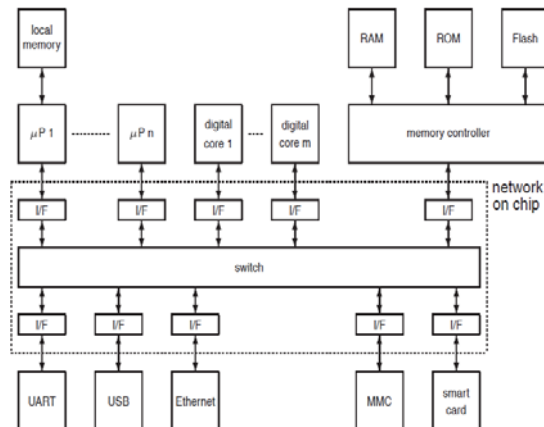 local
memory
RAM
ROM
Flash
μP 1
μP n
digital
core 1
digital
core m
memory controller
network
on chip
I/F
I/F
I/F
I/F
I/F
switch
I/F
I/F
I/F
I/F
I/F
UART
USB
Ethernet
MMC
smart
card